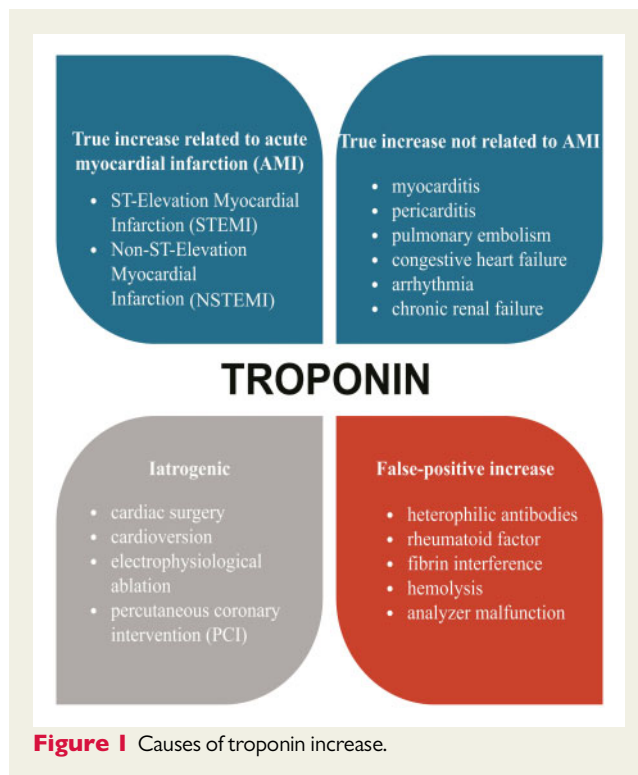 True increase related to acute
myocardial infarction (AMI)
• ST-Elevation Myocardial
Infarction (STEMI)
• Non-ST-Elevation
Myocardial
Infarction (NSTEMI)
True increase not related to AMI
• myocarditis
• pericarditis
• pulmonary embolism
• congestive heart failure
• arrhythmia
• chronic renal failure
TROPONIN
Iatrogenic
• cardiac surgery
• cardioversion
• electrophysiological
ablation
• percutaneous coronary
intervention (PCI)
False-positive increase
• heterophilic antibodies
• rheumatoid factor
• fibrin interference
• hemolysis
• analyzer malfunction
Figure 1 Causes of troponin increase.